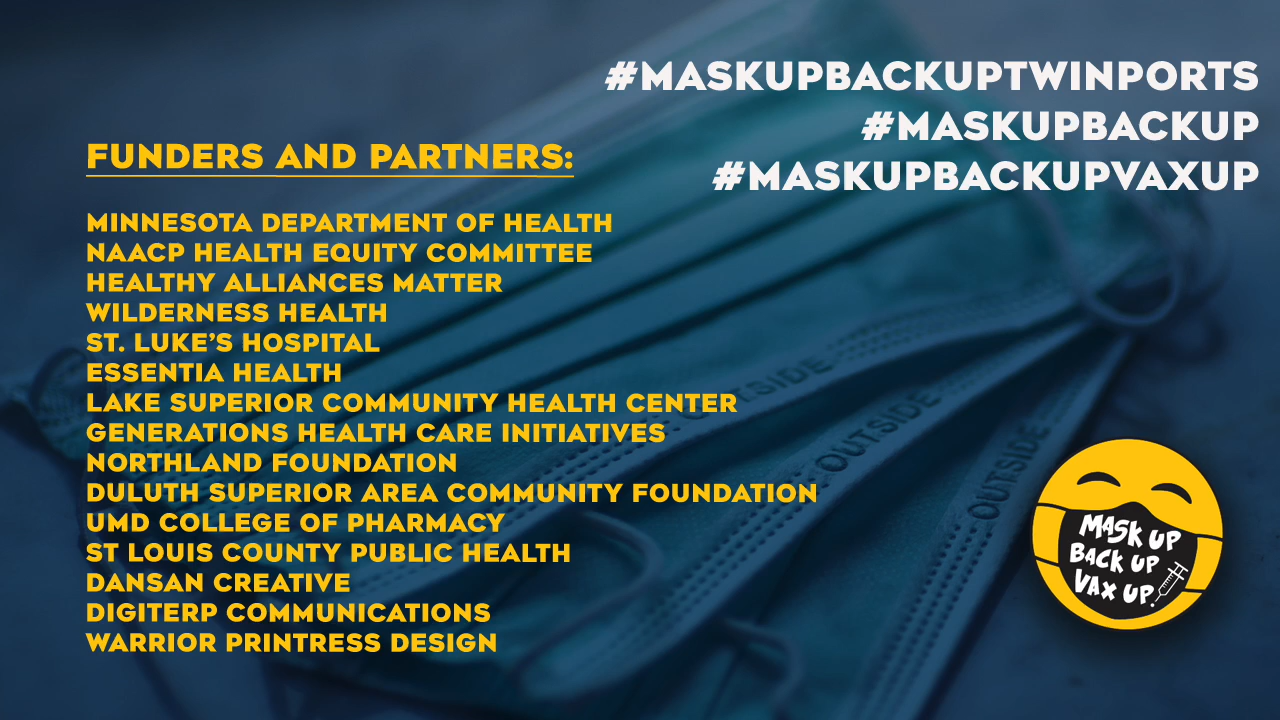 #MASKUPBACKUPTWINPORTS
#MASKUPBACKUP
#MASKUPBACKUPVAXUP
FUNDERS AND PARTNERS:
MINNESOTA DEPARTMENT OF HEALTH
NAACP HEALTH EQUITY COMMITTEE
HEALTHY ALLIANCES MATTER
WILDERNESS HEALTH
ST. LUKE'S HOSPITAL
ESSENTIA HEALTH
LAKE SUPERIOR COMMUNITY HEALTH CENTER
GENERATIONS HEALTH CARE INITIATIVES
NORTHLAND FOUNDATION
DULUTH SUPERIOR AREA COMMUNITY FOUNDATION
UMD COLLEGE OF PHARMACY
ST LOUIS COUNTY PUBLIC HEALTH
DANSAN CREATIVE
DIGITERP COMMUNICATIONS
WARRIOR PRINTRESS DESIGN
OUTSIDE
OUTSIDE
OUTSIDE
MASK UP
BACK UP
VAX UP.